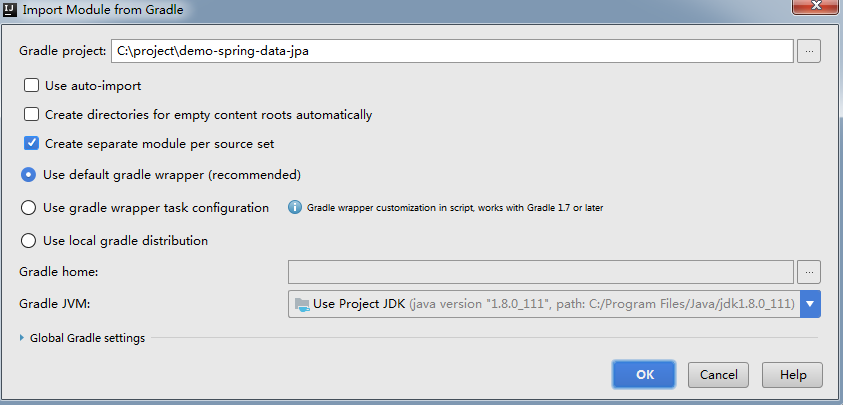 Import Module from Gradle
Gradle project: C:\project\demo-spring-data-jpa ...
Use auto-import
Create directories for empty content roots automatically
Create separate module per source set
Use default gradle wrapper (recommended)
Use gradle wrapper task configuration Gradle wrapper customization in script, works with Gradle 1.7 or later
Use local gradle distribution
Gradle home: ...
Gradle JVM: Use Project JDK (java version "1.8.0_111", path: C:/Program Files/Java/jdk1.8.0_111)
Global Gradle settings
OK Cancel Help